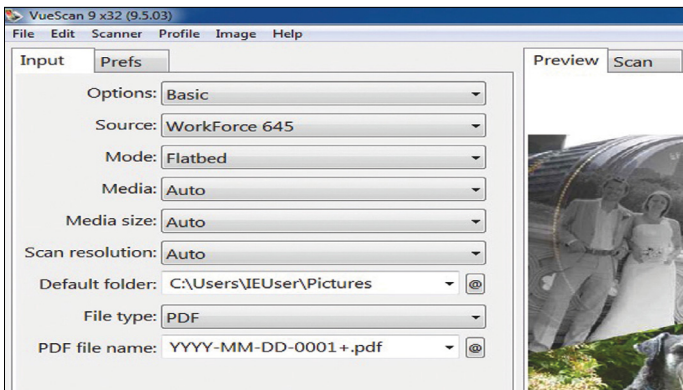 VueScan 9 x32 (9.5.03)
File Edit Scanner Profile Image Help
Input Prefs
Preview Scan
Options: Basic
Source: WorkForce 645
Mode: Flatbed
Media: Auto
Media size: Auto
Scan resolution: Auto
Default folder: C:\Users\IEUser\Pictures @
File type: PDF
PDF file name: YYYY-MM-DD-0001+.pdf @